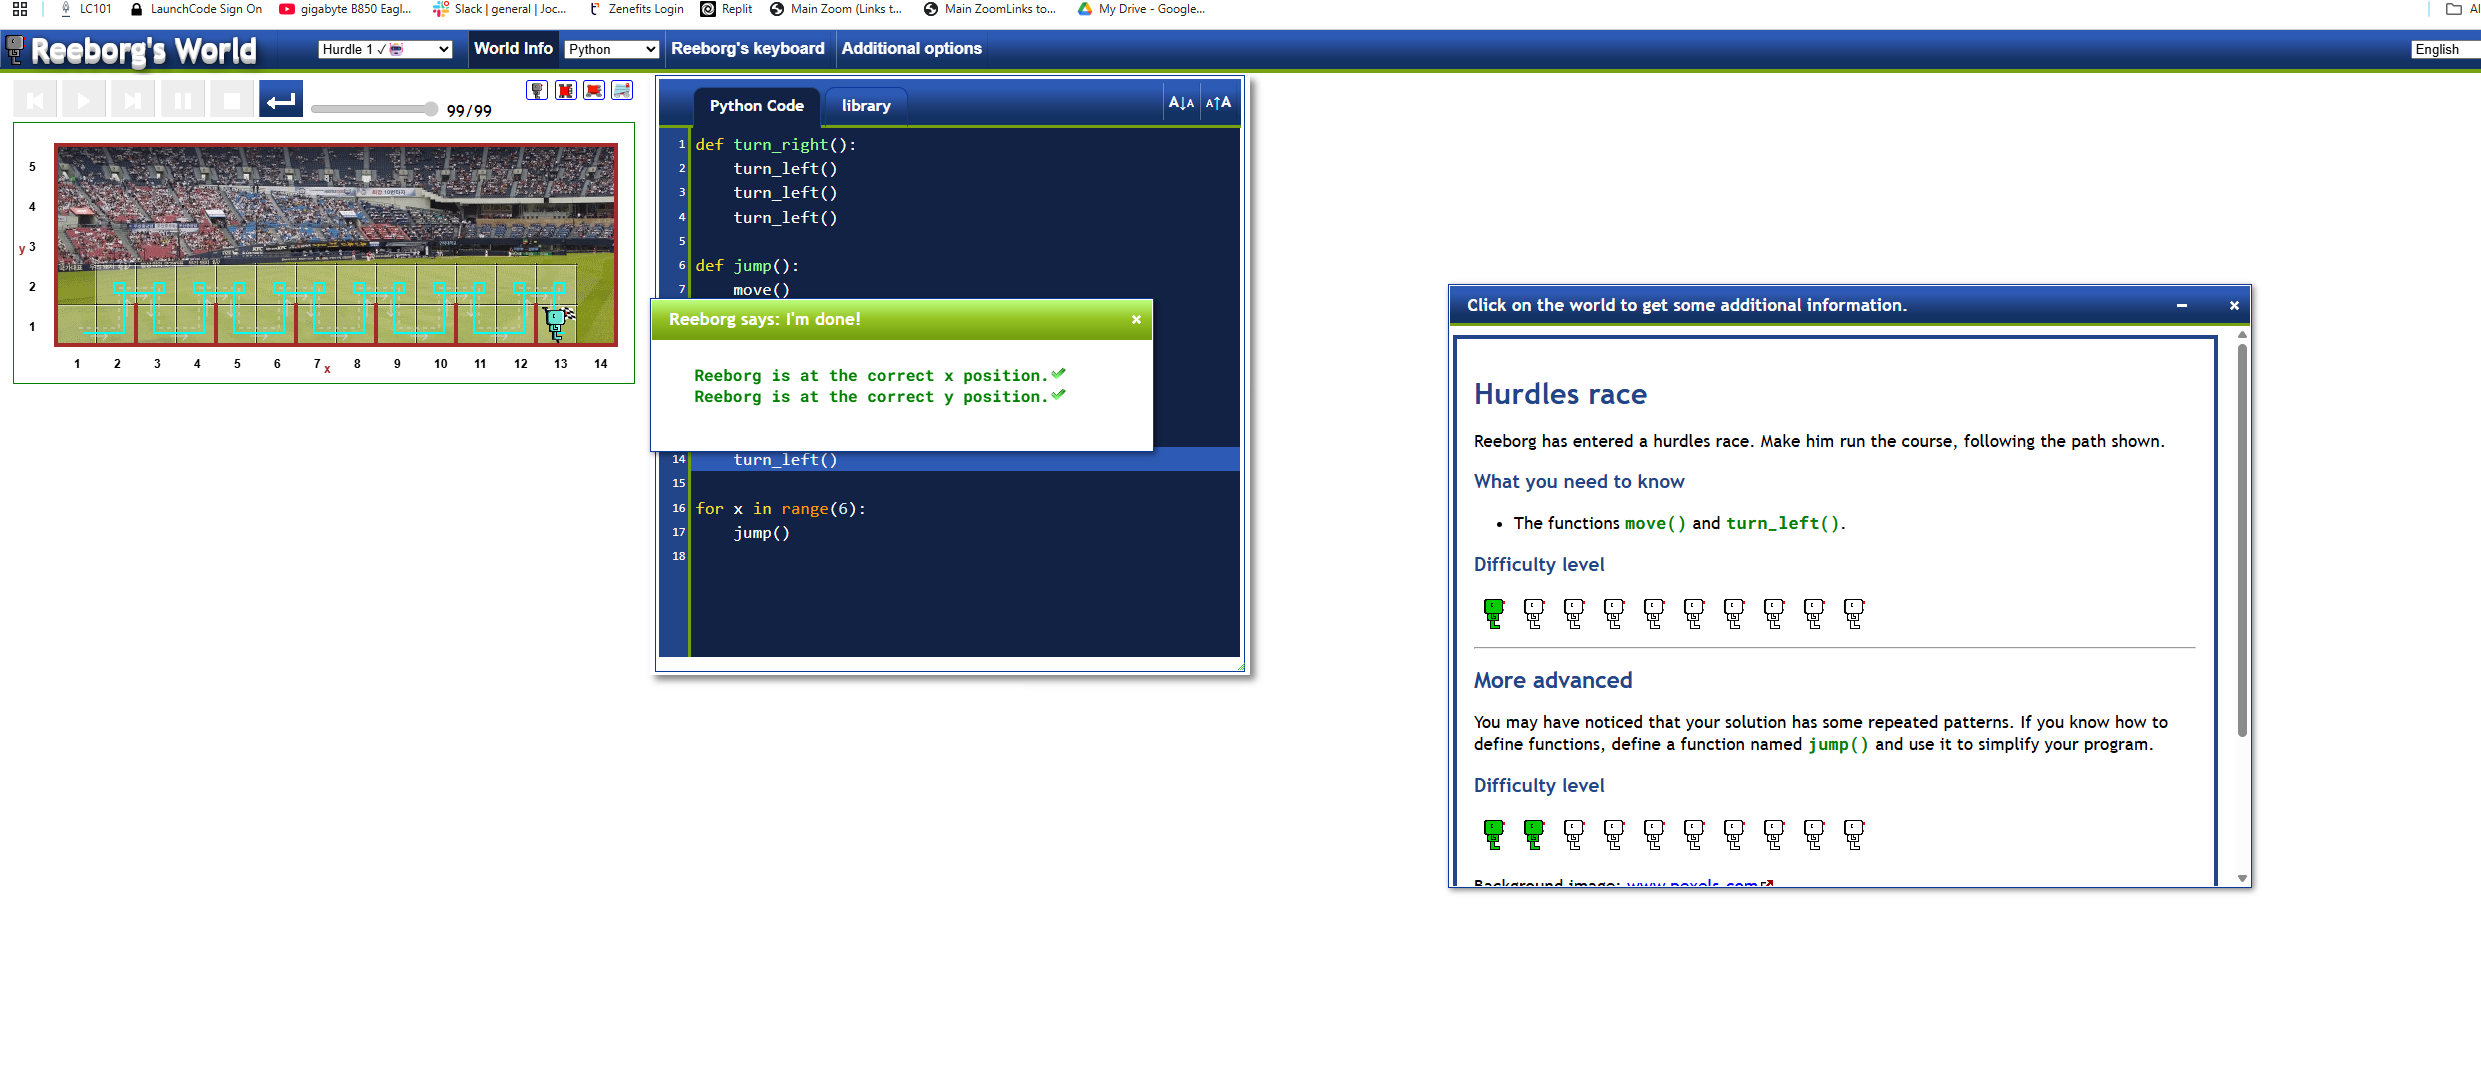 LC101
LaunchCode Sign On
gigabyte B850 Eagl...
Slack | general | Joc...
Zenefits Login
Replit
Main Zoom (Links t...
Main ZoomLinks to...
My Drive - Google...
Reeborg's World
Hurdle 1 ✓
World Info
Python
Reeborg's keyboard
Additional options
English
99/99
5
4
y 3
2
1
1 2 3 4 5 6 7 x 8 9 10 11 12 13 14
Python Code
library
A↓A
A↑A
1 def turn_right():
2 turn_left()
3 turn_left()
4 turn_left()
5
6 def jump():
7 move()
Reeborg says: I'm done!
Reeborg is at the correct x position.
Reeborg is at the correct y position.
14 turn_left()
15
16 for x in range(6):
17 jump()
18
Click on the world to get some additional information.
Hurdles race
Reeborg has entered a hurdles race. Make him run the course, following the path shown.
What you need to know
• The functions move() and turn_left().
Difficulty level
More advanced
You may have noticed that your solution has some repeated patterns. If you know how to
define functions, define a function named jump() and use it to simplify your program.
Difficulty level
Background image: www.pexels.com